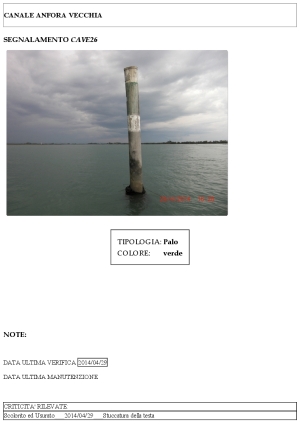 CANALE ANFORA VECCHIA
SEGNALAMENTO CAVE26
TIPOLOGIA: Palo
COLORE: verde
NOTE:
DATA ULTIMA VERIFICA 2014/04/29
DATA ULTIMA MANUTENZIONE
CRITICITA' RILEVATE
Scolorito ed Usurato 2014/04/29 Stuccatura della testa